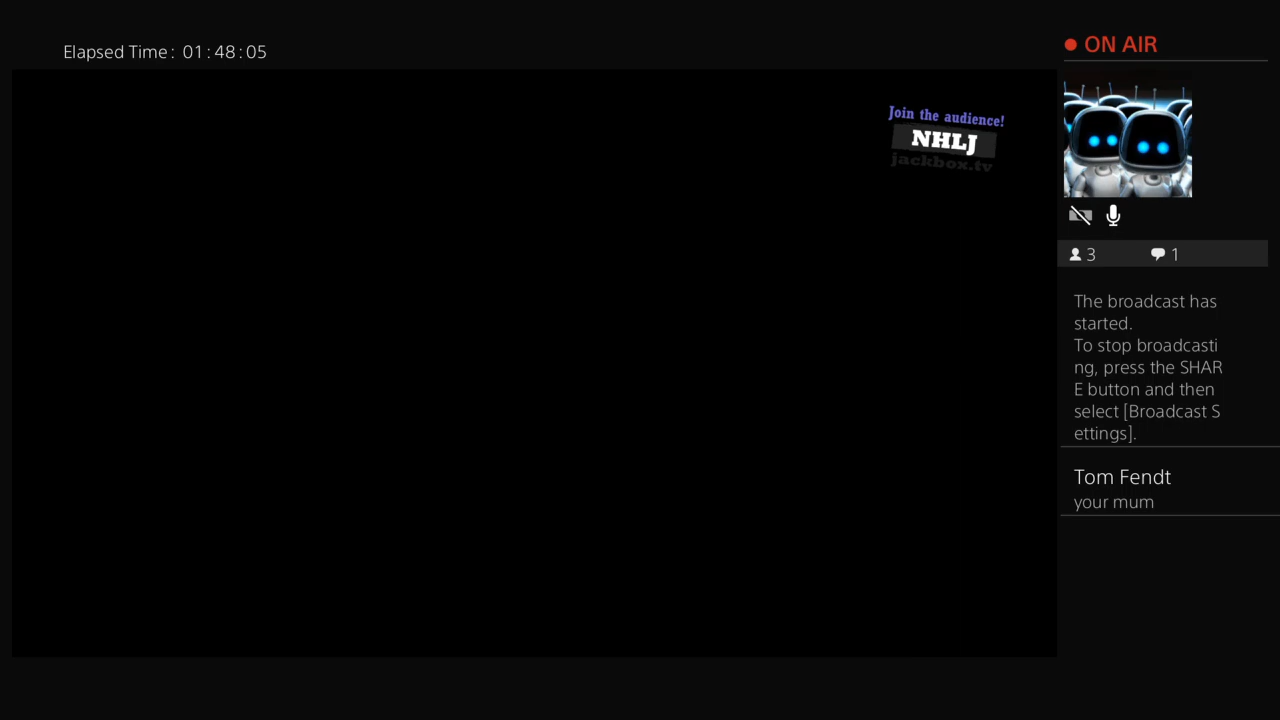 Elapsed Time: 01:48:05
ON AIR
Join the audience!
NHLJ
jackbox.tv
3
1
The broadcast has
started.
To stop broadcasti
ng, press the SHAR
E button and then
select [Broadcast S
ettings].
Tom Fendt
your mum